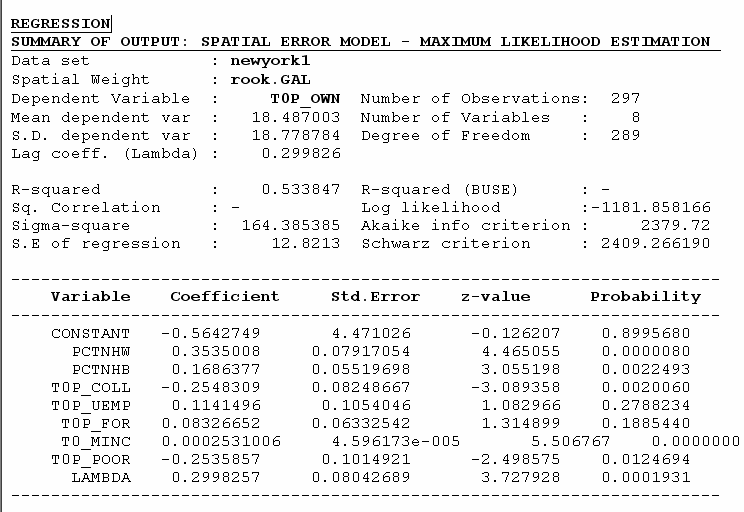 REGRESSION
SUMMARY OF OUTPUT: SPATIAL ERROR MODEL - MAXIMUM LIKELIHOOD ESTIMATION
Data set : newyork1
Spatial Weight : rook.GAL
Dependent Variable : T0P_OWN Number of Observations: 297
Mean dependent var : 18.487003 Number of Variables : 8
S.D. dependent var : 18.778784 Degree of Freedom : 289
Lag coeff. (Lambda) : 0.299826
R-squared : 0.533847 R-squared (BUSE) : -
Sq. Correlation : - Log likelihood :-1181.858166
Sigma-square : 164.385385 Akaike info criterion : 2379.72
S.E of regression : 12.8213 Schwarz criterion : 2409.266190
-----------------------------------------------------------------------
Variable Coefficient Std.Error z-value Probability
-----------------------------------------------------------------------
CONSTANT -0.5642749 4.471026 -0.126207 0.8995680
PCTNHW 0.3535008 0.07917054 4.465055 0.0000080
PCTNHB 0.1686377 0.05519698 3.055198 0.0022493
T0P_COLL -0.2548309 0.08248667 -3.089358 0.0020060
T0P_UEMP 0.1141496 0.1054046 1.082966 0.2788234
T0P_FOR 0.08326652 0.06332542 1.314899 0.1885440
T0_MINC 0.0002531006 4.596173e-005 5.506767 0.0000000
T0P_POOR -0.2535857 0.1014921 -2.498575 0.0124694
LAMBDA 0.2998257 0.08042689 3.727928 0.0001931
-----------------------------------------------------------------------